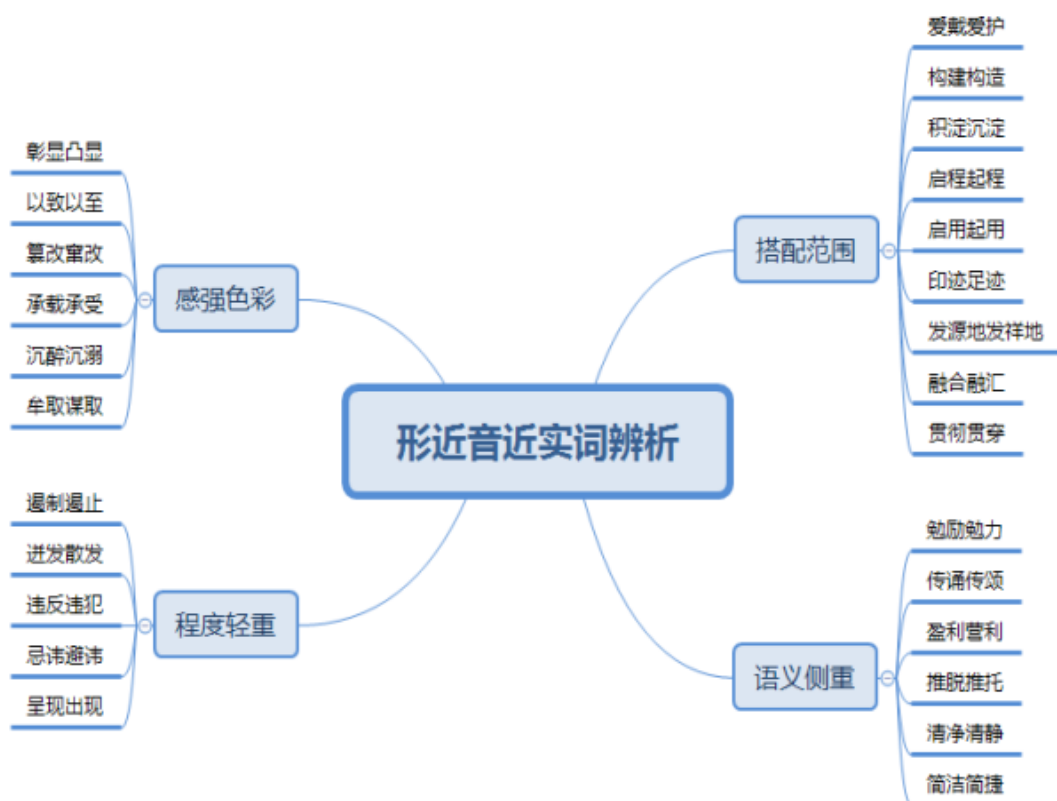 形近音近实词辨析
搭配范围
爱戴爱护
构建构造
积淀沉淀
启程起程
启用起用
印迹足迹
发源地发祥地
融合融汇
贯彻贯穿
语义侧重
勉励勉力
传诵传颂
盈利营利
推脱推托
清净清静
简洁简捷
感强色彩
彰显凸显
以致以至
篡改窜改
承载承受
沉醉沉溺
牟取谋取
程度轻重
遏制遏止
迸发散发
违反违犯
忌讳避讳
呈现出现